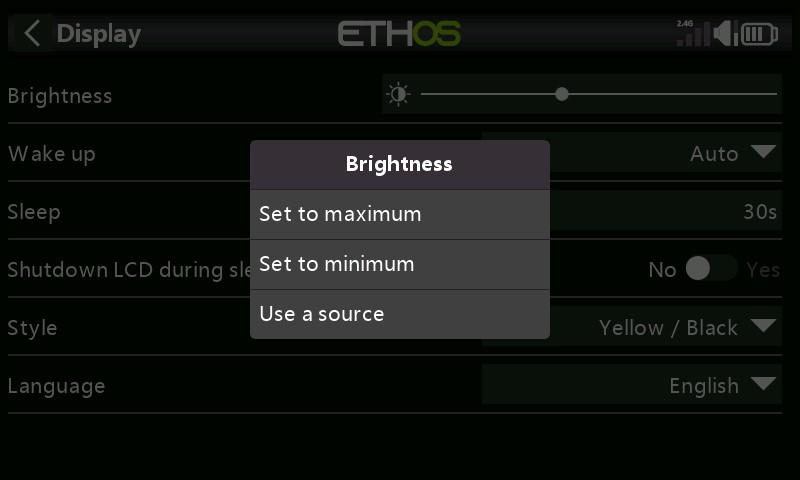 Display
ETHOS
2.4G
Brightness
Wake up
Auto
Brightness
Set to maximum
Set to minimum
Use a source
Sleep
30s
Shutdown LCD during sle
No
Yes
Style
Yellow / Black
Language
English